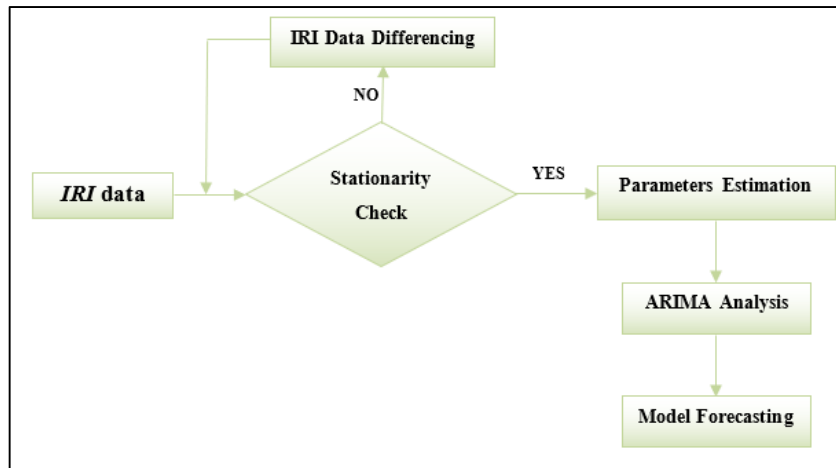 IRI Data Differencing
NO
IRI data
Stationarity
Check
YES
Parameters Estimation
ARIMA Analysis
Model Forecasting